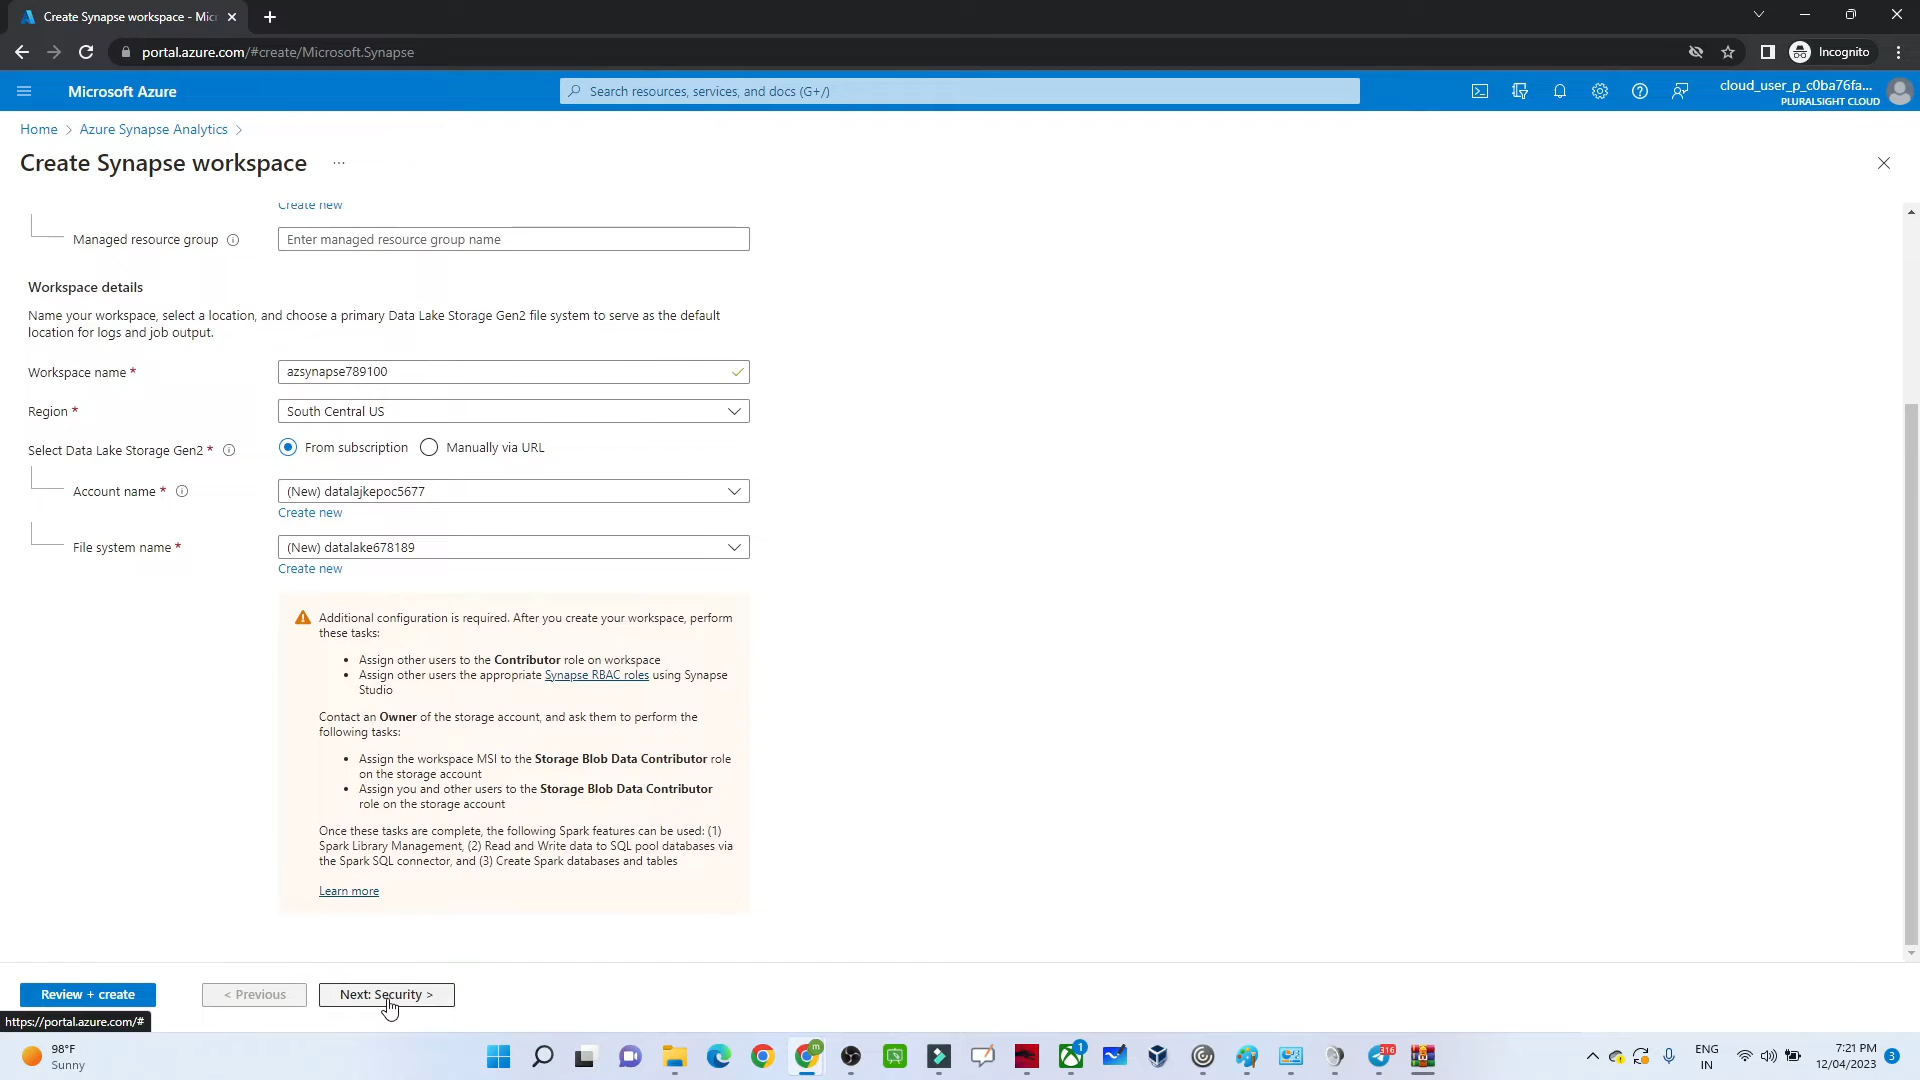 Create Synapse workspace - Mic
portal.azure.com/#create/Microsoft.Synapse
Incognito
Microsoft Azure
Search resources, services, and docs (G+/)
cloud_user_p_c0ba76fa...
PLURALSIGHT CLOUD
Home > Azure Synapse Analytics >
Create Synapse workspace ...
Create new
Managed resource group
Enter managed resource group name
Workspace details
Name your workspace, select a location, and choose a primary Data Lake Storage Gen2 file system to serve as the default
location for logs and job output.
Workspace name *
azsynapse789100
Region *
South Central US
Select Data Lake Storage Gen2 *
From subscription
Manually via URL
Account name *
(New) datalajkepoc5677
Create new
File system name *
(New) datalake678189
Create new
Additional configuration is required. After you create your workspace, perform
these tasks:
• Assign other users to the Contributor role on workspace
• Assign other users the appropriate Synapse RBAC roles using Synapse
Studio
Contact an Owner of the storage account, and ask them to perform the
following tasks:
• Assign the workspace MSI to the Storage Blob Data Contributor role
on the storage account
• Assign you and other users to the Storage Blob Data Contributor
role on the storage account
Once these tasks are complete, the following Spark features can be used: (1)
Spark Library Management, (2) Read and Write data to SQL pool databases via
the Spark SQL connector, and (3) Create Spark databases and tables
Learn more
Review + create
< Previous
Next: Security >
https://portal.azure.com/#
98°F
Sunny
m
1
316
ENG
IN
7:21 PM
12/04/2023
3